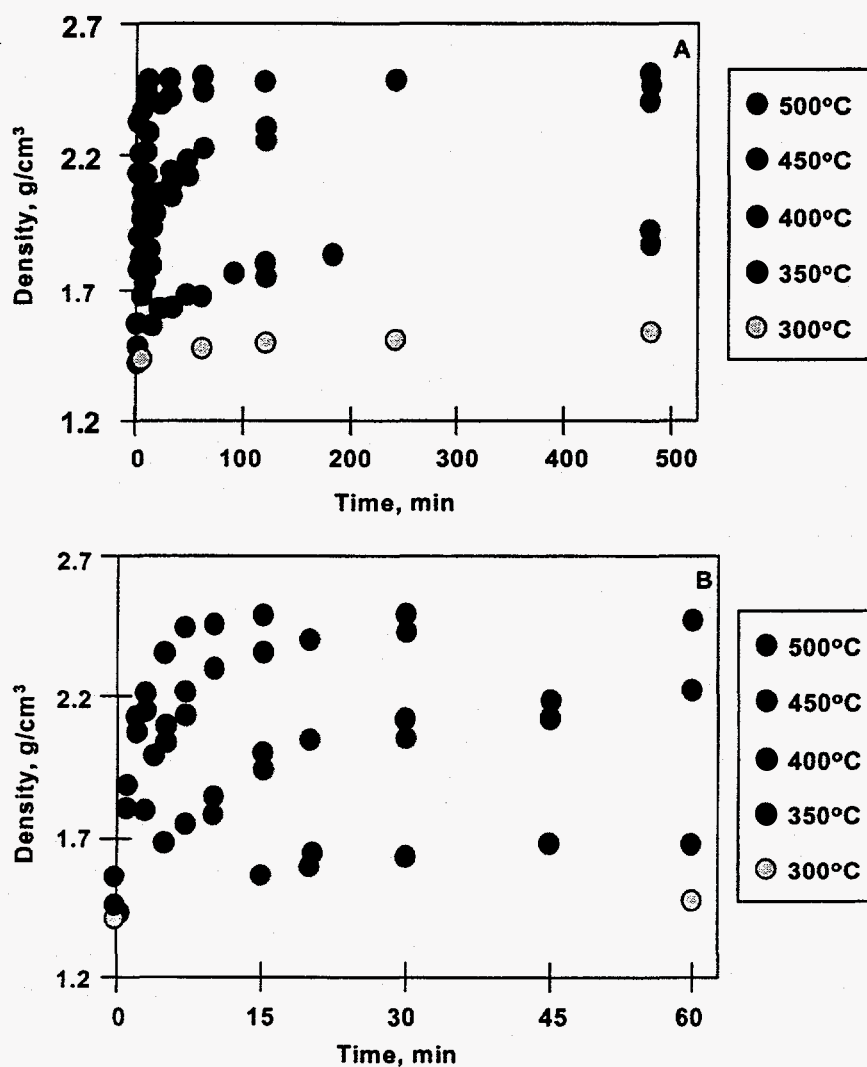 2.7
A
2.2
1.7
1.2
Density, g/cm³
0 100 200 300 400 500
Time, min
500°C
450°C
400°C
350°C
300°C
2.7
B
2.2
1.7
1.2
Density, g/cm³
0 15 30 45 60
Time, min
500°C
450°C
400°C
350°C
300°C